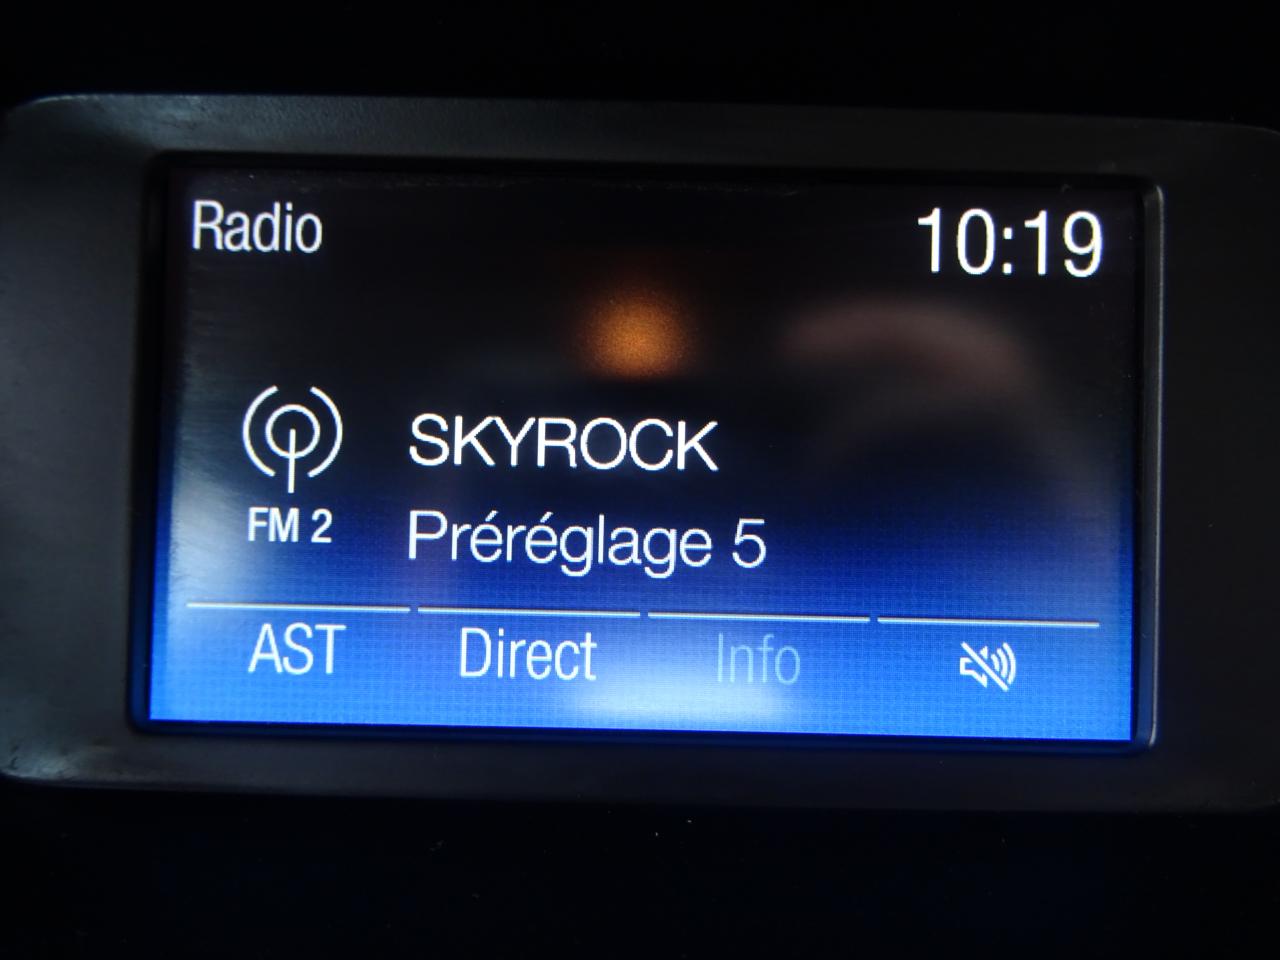 Radio
10:19
SKYROCK
FM 2
Préréglage 5
AST
Direct
Info